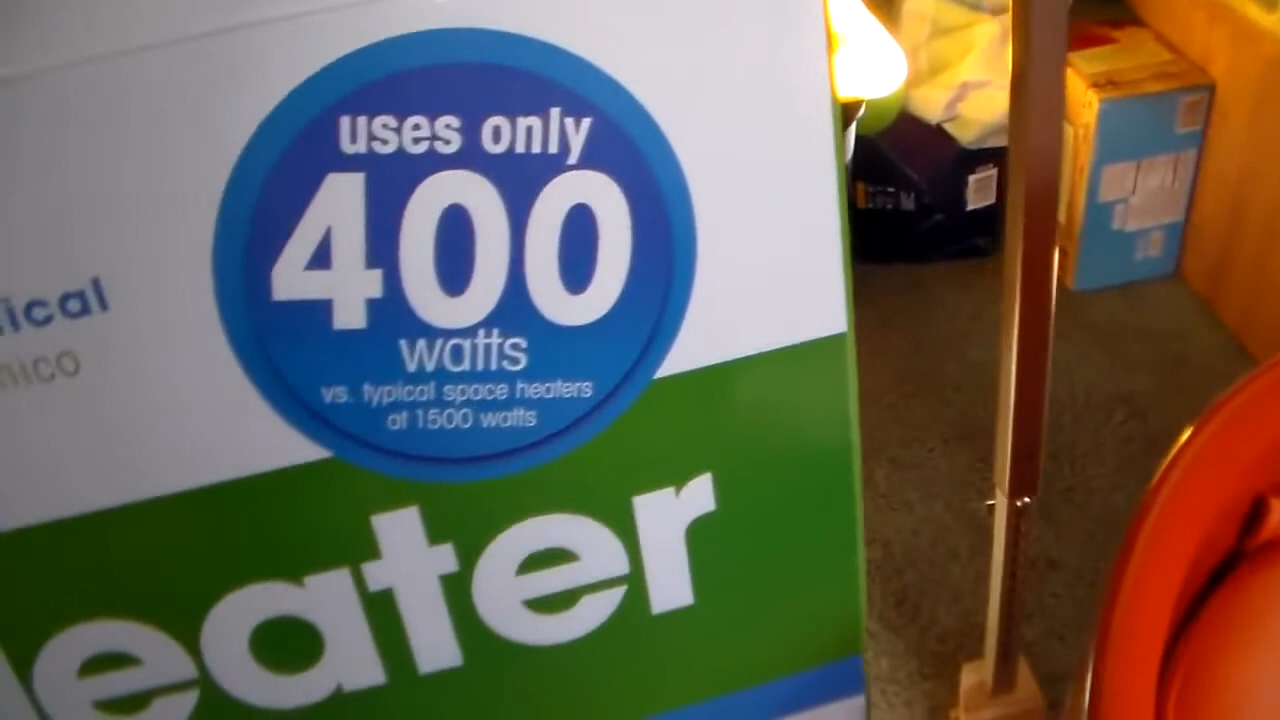 uses only
400
watts
vs. typical space heaters
at 1500 watts
ical
nico
eater